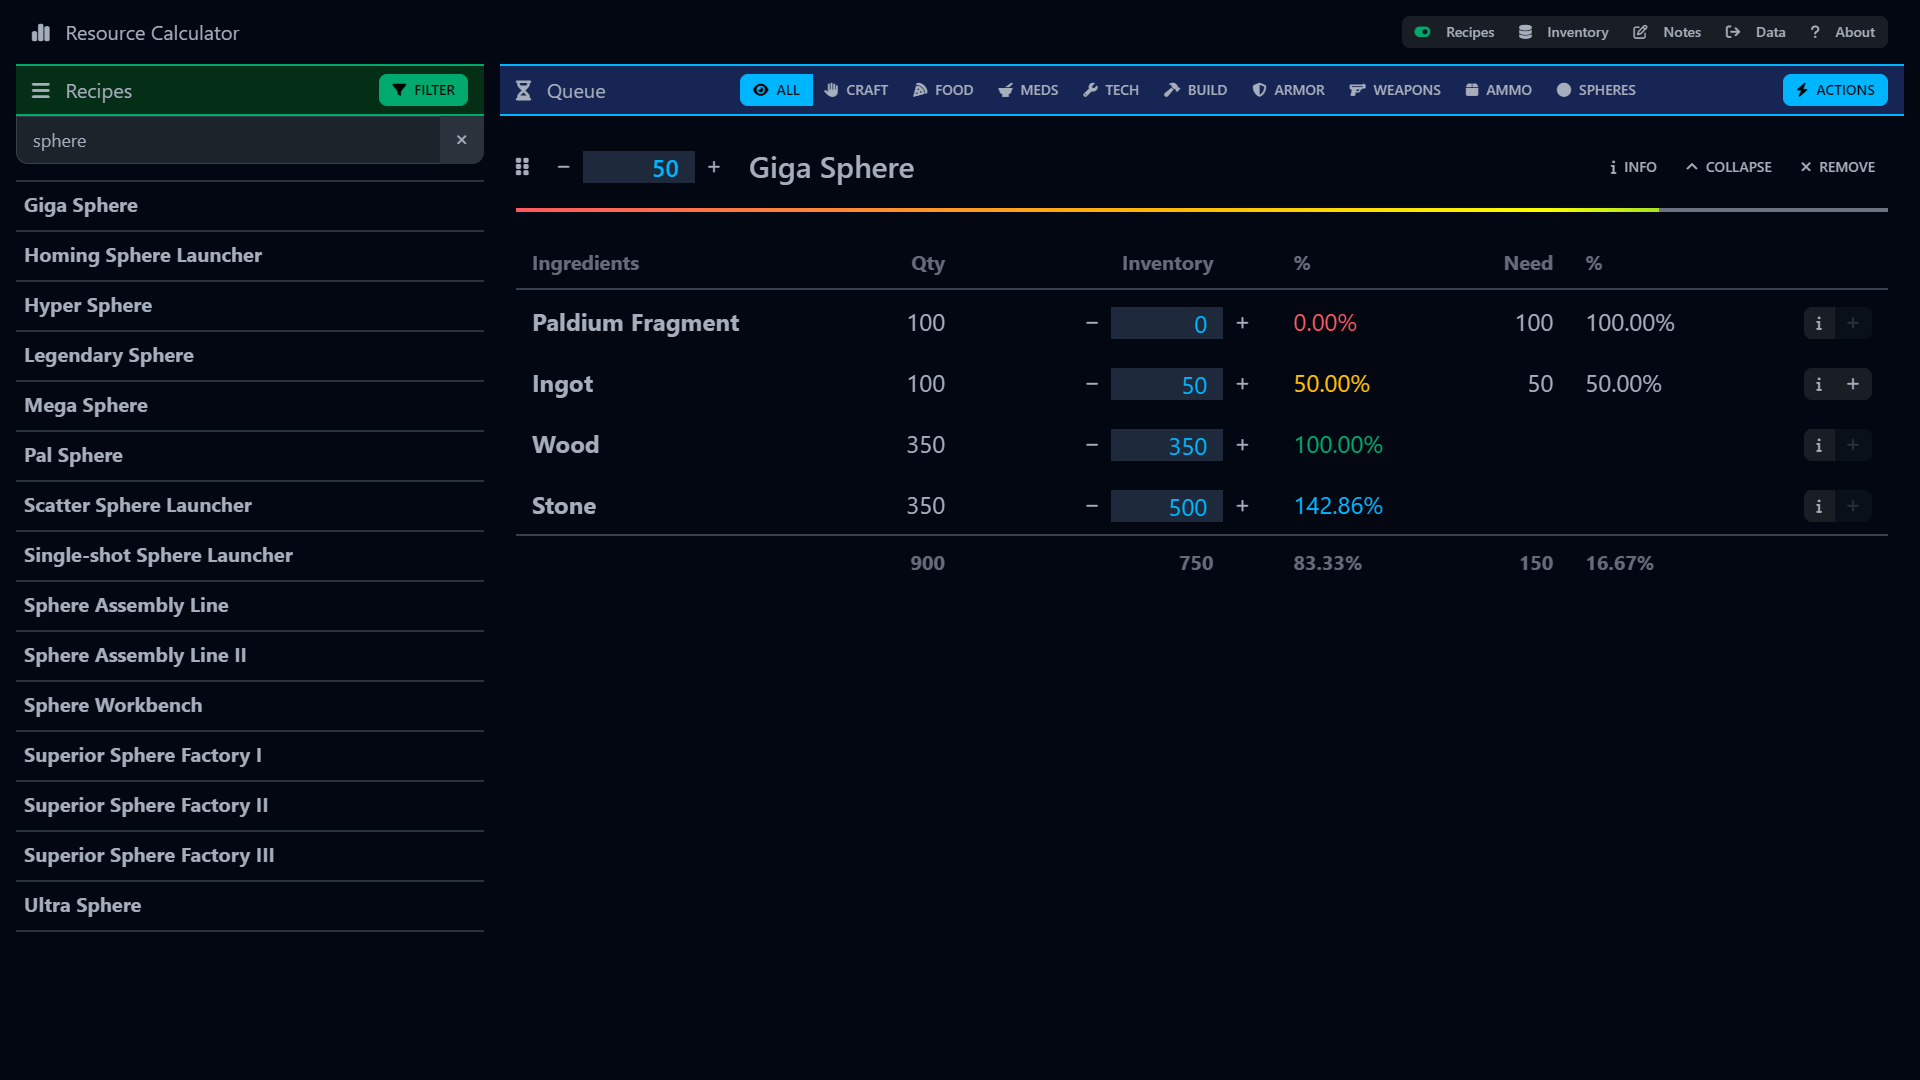 Resource Calculator
Recipes Inventory Notes Data ? About
Recipes
FILTER
sphere
×
Giga Sphere
Homing Sphere Launcher
Hyper Sphere
Legendary Sphere
Mega Sphere
Pal Sphere
Scatter Sphere Launcher
Single-shot Sphere Launcher
Sphere Assembly Line
Sphere Assembly Line II
Sphere Workbench
Superior Sphere Factory I
Superior Sphere Factory II
Superior Sphere Factory III
Ultra Sphere
Queue
ALL CRAFT FOOD MEDS TECH BUILD ARMOR WEAPONS AMMO SPHERES
ACTIONS
− 50 + Giga Sphere
i INFO COLLAPSE × REMOVE
Ingredients Qty Inventory % Need %
Paldium Fragment 100 − 0 + 0.00% 100 100.00% i +
Ingot 100 − 50 + 50.00% 50 50.00% i +
Wood 350 − 350 + 100.00% i +
Stone 350 − 500 + 142.86% i +
900 750 83.33% 150 16.67%